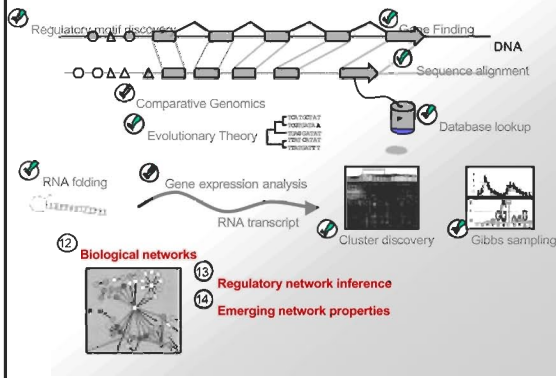 Regulatory motif discovery
Gene Finding
DNA
Sequence alignment
Comparative Genomics
Evolutionary Theory
Database lookup
RNA folding
Gene expression analysis
RNA transcript
Cluster discovery
Gibbs sampling
12
Biological networks
13
Regulatory network inference
14
Emerging network properties